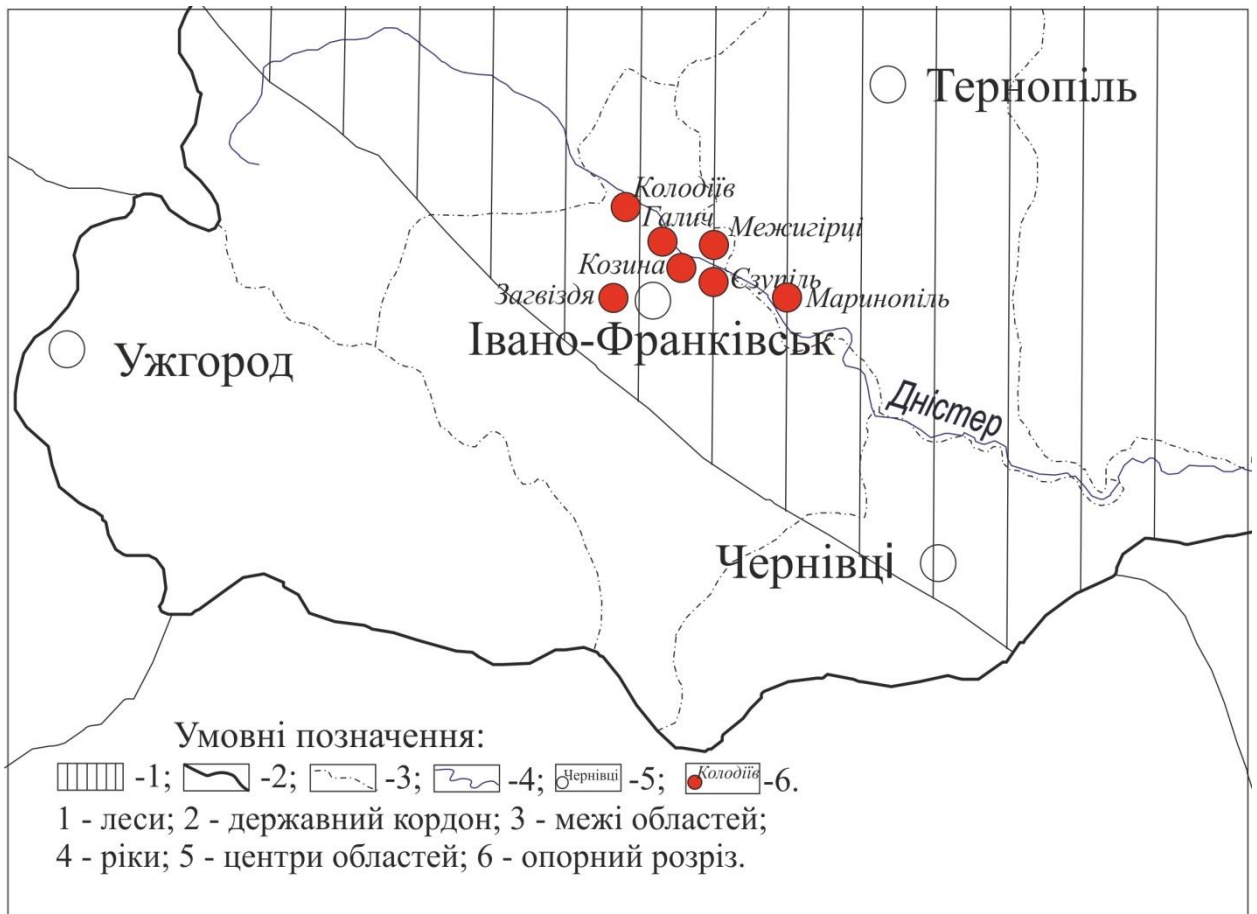 Тернопіль
Колодіїв
Галич
Межигірці
Козина
Єзупіль
Загвіздя
Маринопіль
Івано-Франківськ
Ужгород
Дністер
Чернівці
Умовні позначення:
-1; -2; -3; -4; Чернівці -5; Колодіїв -6.
1 - леси; 2 - державний кордон; 3 - межі областей;
4 - ріки; 5 - центри областей; 6 - опорний розріз.